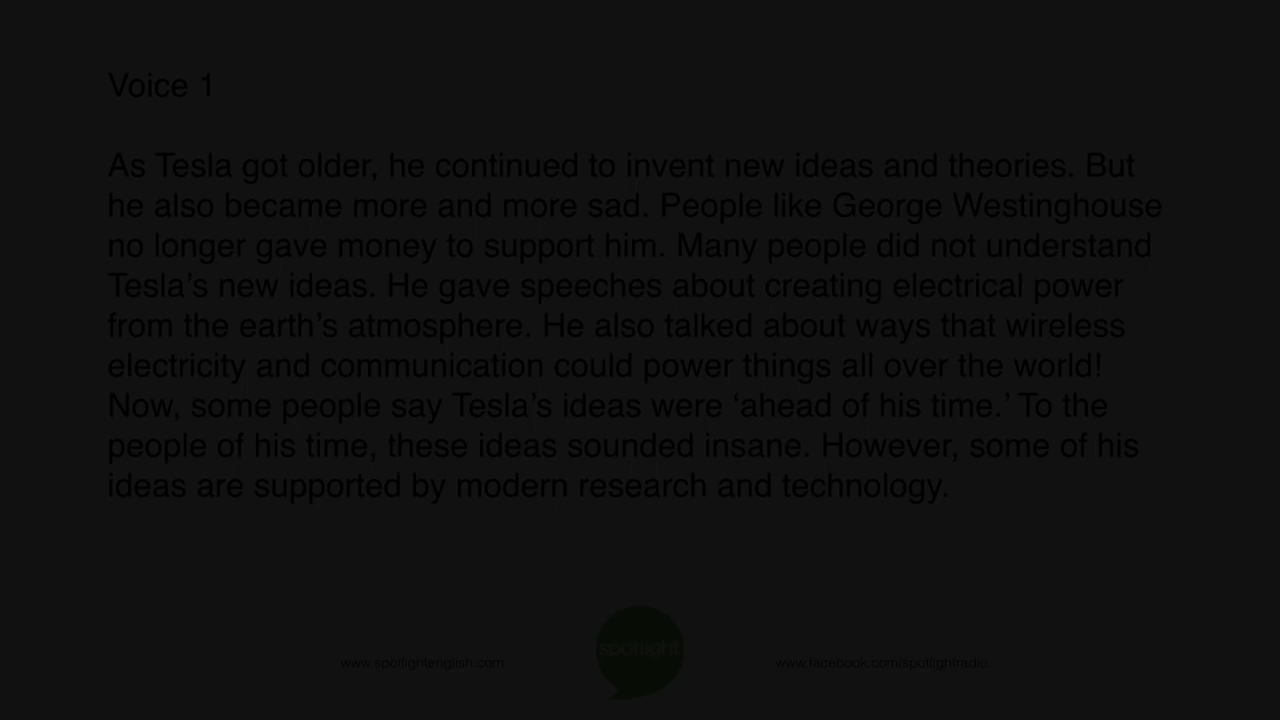 Voice 1
As Tesla got older, he continued to invent new ideas and theories. But
he also became more and more sad. People like George Westinghouse
no longer gave money to support him. Many people did not understand
Tesla’s new ideas. He gave speeches about creating electrical power
from the earth’s atmosphere. He also talked about ways that wireless
electricity and communication could power things all over the world!
Now, some people say Tesla’s ideas were ‘ahead of his time.’ To the
people of his time, these ideas sounded insane. However, some of his
ideas are supported by modern research and technology.
spotlight
www.spotlightenglish.com www.facebook.com/spotlightradio